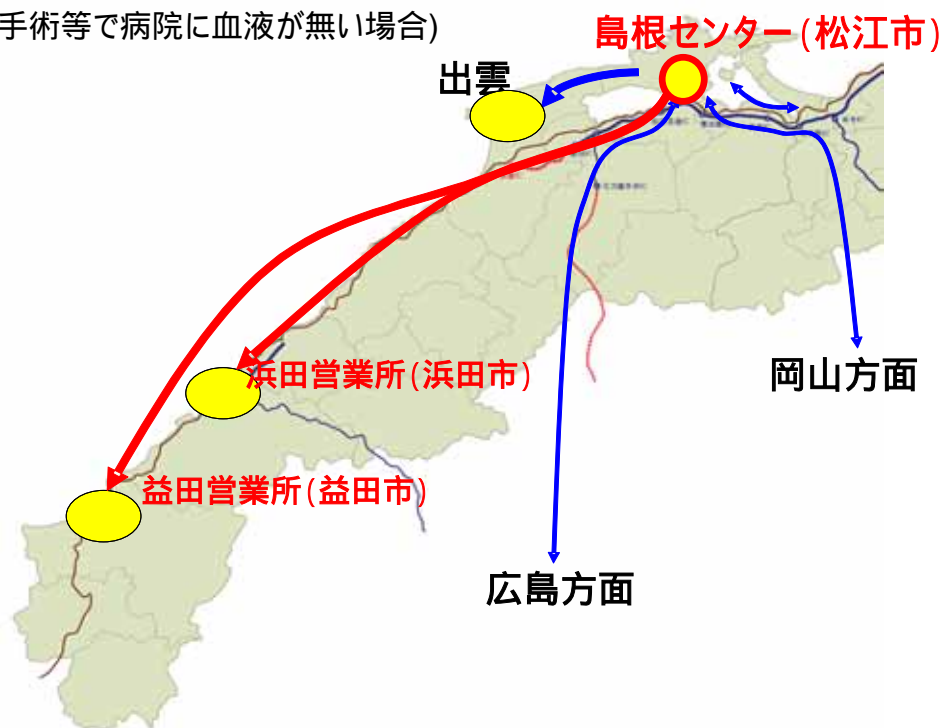 手術等で病院に血液が無い場合)
島根センター(松江市)
出雲
浜田営業所(浜田市)
岡山方面
益田営業所(益田市)
広島方面